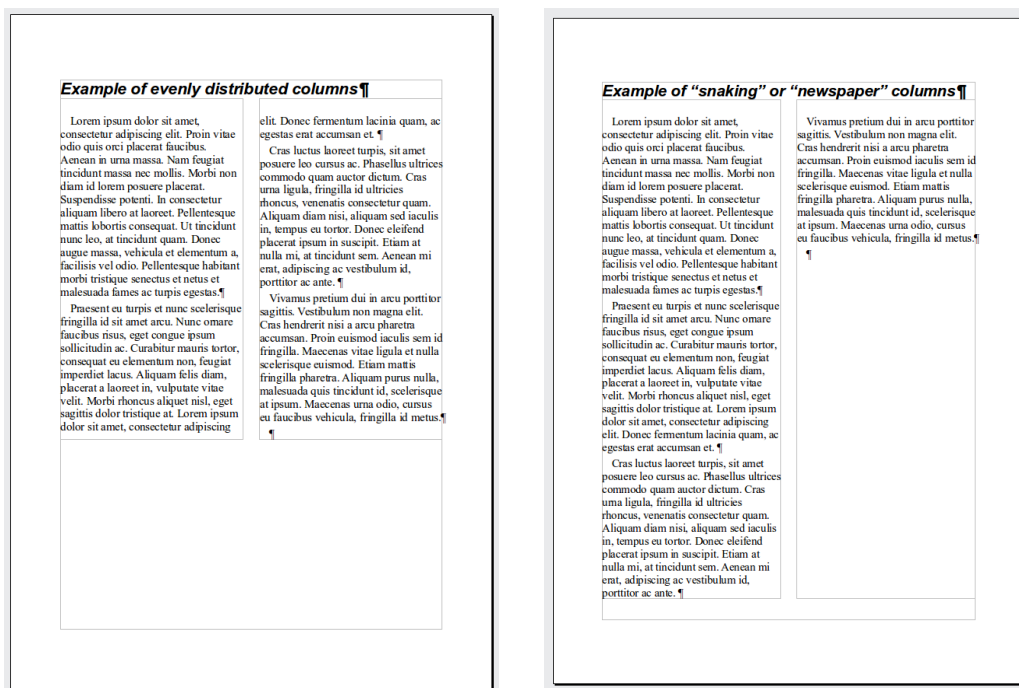 Example of evenly distributed columns¶
Lorem ipsum dolor sit amet,
consectetur adipiscing elit. Proin vitae
odio quis orci placerat faucibus.
Aenean in urna massa. Nam feugiat
tincidunt massa nec mollis. Morbi non
diam id lorem posuere placerat.
Suspendisse potenti. In consectetur
aliquam libero at laoreet. Pellentesque
mattis lobortis consequat. Ut tincidunt
nunc leo, at tincidunt quam. Donec
augue massa, vehicula et elementum a,
facilisis vel odio. Pellentesque habitant
morbi tristique senectus et netus et
malesuada fames ac turpis egestas.¶
Praesent eu turpis et nunc scelerisque
fringilla id sit amet arcu. Nunc ornare
faucibus risus, eget congue ipsum
sollicitudin ac. Curabitur mauris tortor,
consequat eu elementum non, feugiat
imperdiet lacus. Aliquam felis diam,
placerat a laoreet in, vulputate vitae
velit. Morbi rhoncus aliquet nisl, eget
sagittis dolor tristique at. Lorem ipsum
dolor sit amet, consectetur adipiscing
elit. Donec fermentum lacinia quam, ac
egestas erat accumsan et. ¶
Cras luctus laoreet turpis, sit amet
posuere leo cursus ac. Phasellus ultrices
commodo quam auctor dictum. Cras
urna ligula, fringilla id ultricies
rhoncus, venenatis consectetur quam.
Aliquam diam nisi, aliquam sed iaculis
in, tempus eu tortor. Donec eleifend
placerat ipsum in suscipit. Etiam at
nulla mi, at tincidunt sem. Aenean mi
erat, adipiscing ac vestibulum id,
porttitor ac ante. ¶
Vivamus pretium dui in arcu porttitor
sagittis. Vestibulum non magna elit.
Cras hendrerit nisi a arcu pharetra
accumsan. Proin euismod iaculis sem id
fringilla. Maecenas vitae ligula et nulla
scelerisque euismod. Etiam mattis
fringilla pharetra. Aliquam purus nulla,
malesuada quis tincidunt id, scelerisque
at ipsum. Maecenas urna odio, cursus
eu faucibus vehicula, fringilla id metus.¶
¶
Example of “snaking” or “newspaper” columns¶
Lorem ipsum dolor sit amet,
consectetur adipiscing elit. Proin vitae
odio quis orci placerat faucibus.
Aenean in urna massa. Nam feugiat
tincidunt massa nec mollis. Morbi non
diam id lorem posuere placerat.
Suspendisse potenti. In consectetur
aliquam libero at laoreet. Pellentesque
mattis lobortis consequat. Ut tincidunt
nunc leo, at tincidunt quam. Donec
augue massa, vehicula et elementum a,
facilisis vel odio. Pellentesque habitant
morbi tristique senectus et netus et
malesuada fames ac turpis egestas.¶
Praesent eu turpis et nunc scelerisque
fringilla id sit amet arcu. Nunc ornare
faucibus risus, eget congue ipsum
sollicitudin ac. Curabitur mauris tortor,
consequat eu elementum non, feugiat
imperdiet lacus. Aliquam felis diam,
placerat a laoreet in, vulputate vitae
velit. Morbi rhoncus aliquet nisl, eget
sagittis dolor tristique at. Lorem ipsum
dolor sit amet, consectetur adipiscing
elit. Donec fermentum lacinia quam, ac
egestas erat accumsan et. ¶
Cras luctus laoreet turpis, sit amet
posuere leo cursus ac. Phasellus ultrices
commodo quam auctor dictum. Cras
urna ligula, fringilla id ultricies
rhoncus, venenatis consectetur quam.
Aliquam diam nisi, aliquam sed iaculis
in, tempus eu tortor. Donec eleifend
placerat ipsum in suscipit. Etiam at
nulla mi, at tincidunt sem. Aenean mi
erat, adipiscing ac vestibulum id,
porttitor ac ante. ¶
Vivamus pretium dui in arcu porttitor
sagittis. Vestibulum non magna elit.
Cras hendrerit nisi a arcu pharetra
accumsan. Proin euismod iaculis sem id
fringilla. Maecenas vitae ligula et nulla
scelerisque euismod. Etiam mattis
fringilla pharetra. Aliquam purus nulla,
malesuada quis tincidunt id, scelerisque
at ipsum. Maecenas urna odio, cursus
eu faucibus vehicula, fringilla id metus.¶
¶